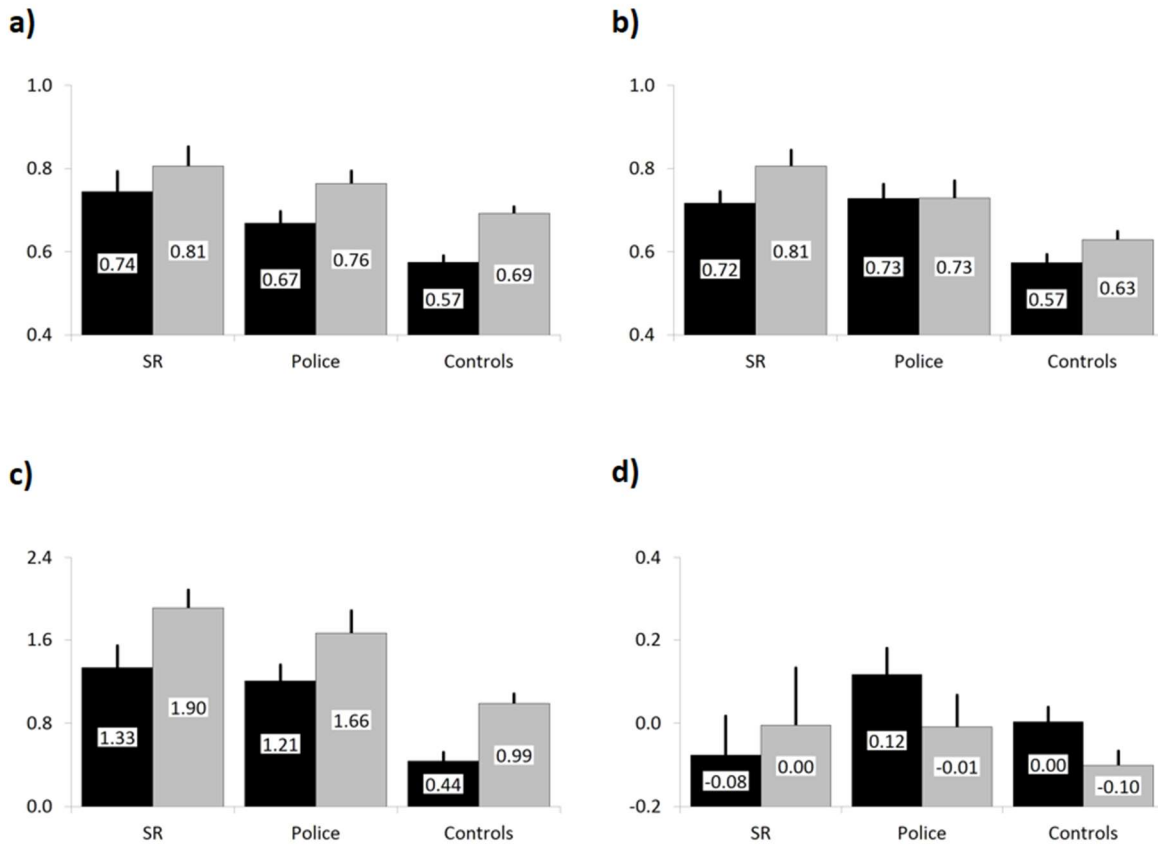 a)
1.0
0.8
0.6
0.4
0.74
0.81
0.67
0.76
0.57
0.69
SR
Police
Controls
b)
1.0
0.8
0.6
0.4
0.72
0.81
0.73
0.73
0.57
0.63
SR
Police
Controls
c)
2.4
1.6
0.8
0.0
1.33
1.90
1.21
1.66
0.44
0.99
SR
Police
Controls
d)
0.4
0.2
0.0
-0.2
-0.08
0.00
0.12
-0.01
0.00
-0.10
SR
Police
Controls